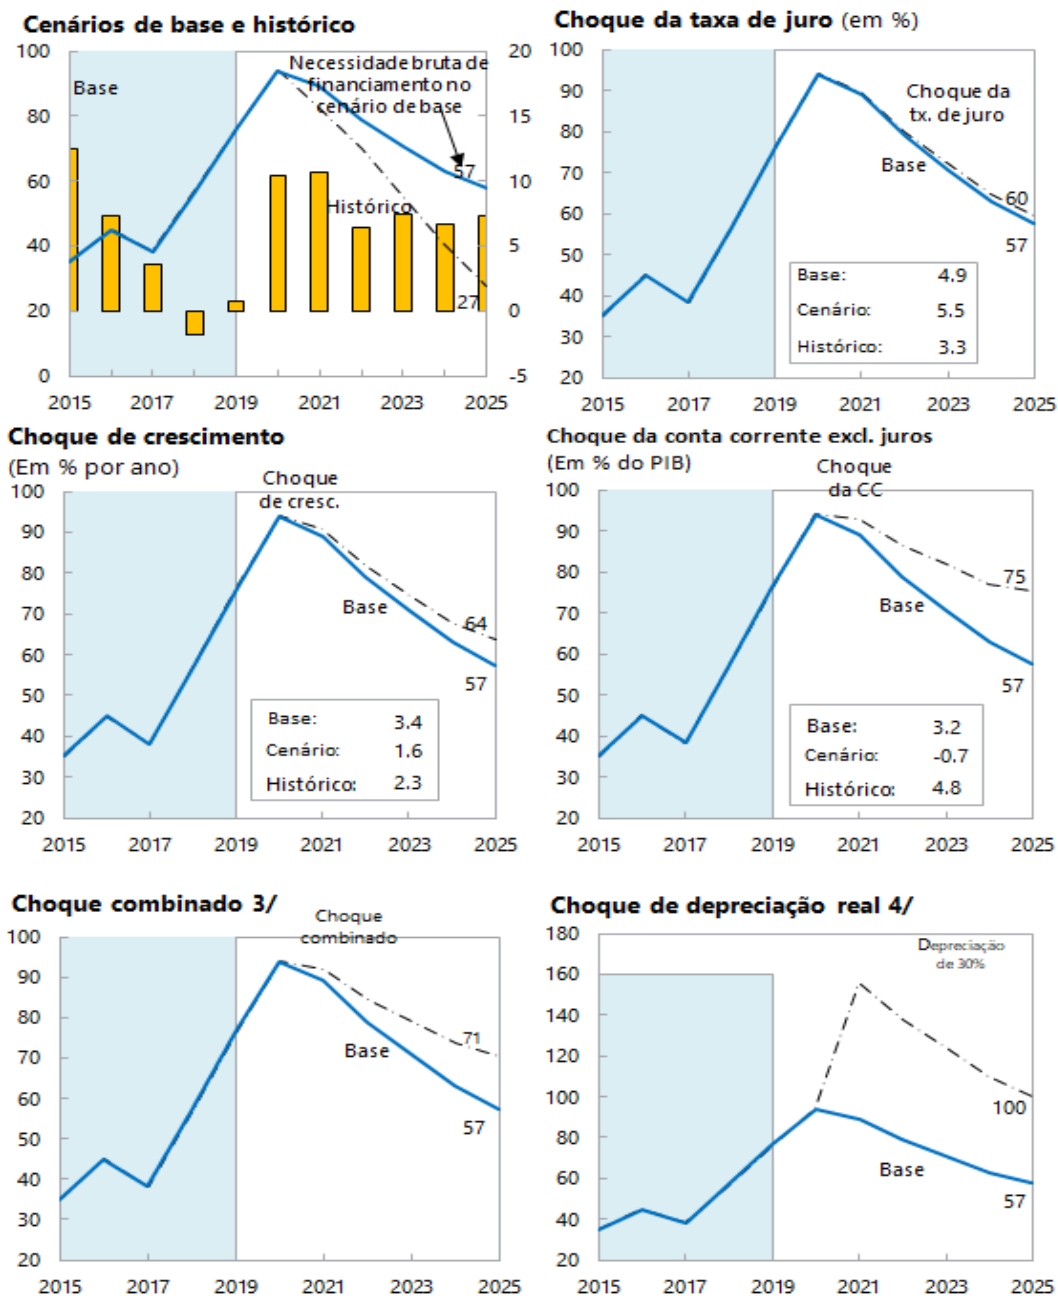 Cenários de base e histórico
100
80
60
40
20
0
20
15
10
5
0
-5
Base
Necessidade bruta de
financiamento no
cenário de base
57
Histórico
27
2015 2017 2019 2021 2023 2025
Choque da taxa de juro (em %)
100
90
80
70
60
50
40
30
20
Choque da
tx. de juro
Base
60
57
Base: 4.9
Cenário: 5.5
Histórico: 3.3
2015 2017 2019 2021 2023 2025
Choque de crescimento
(Em % por ano)
100
90
80
70
60
50
40
30
20
Choque
de cresc.
Base
64
57
Base: 3.4
Cenário: 1.6
Histórico: 2.3
2015 2017 2019 2021 2023 2025
Choque da conta corrente excl. juros
(Em % do PIB)
100
90
80
70
60
50
40
30
20
Choque
da CC
75
Base
57
Base: 3.2
Cenário: -0.7
Histórico: 4.8
2015 2017 2019 2021 2023 2025
Choque combinado 3/
100
90
80
70
60
50
40
30
20
Choque
combinado
71
Base
57
2015 2017 2019 2021 2023 2025
Choque de depreciação real 4/
180
160
140
120
100
80
60
40
20
Depreciação
de 30%
100
Base
57
2015 2017 2019 2021 2023 2025